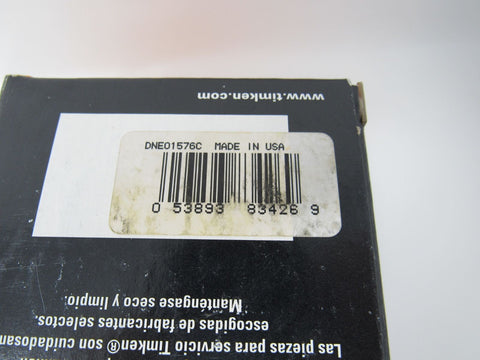 www.timken.com
DNE01576C MADE IN USA
0 53893 83426 9
Las piezas para servicio Timken® son cuidadosan
escogidas de fabricantes selectos.
Manténgase seco y limpio.